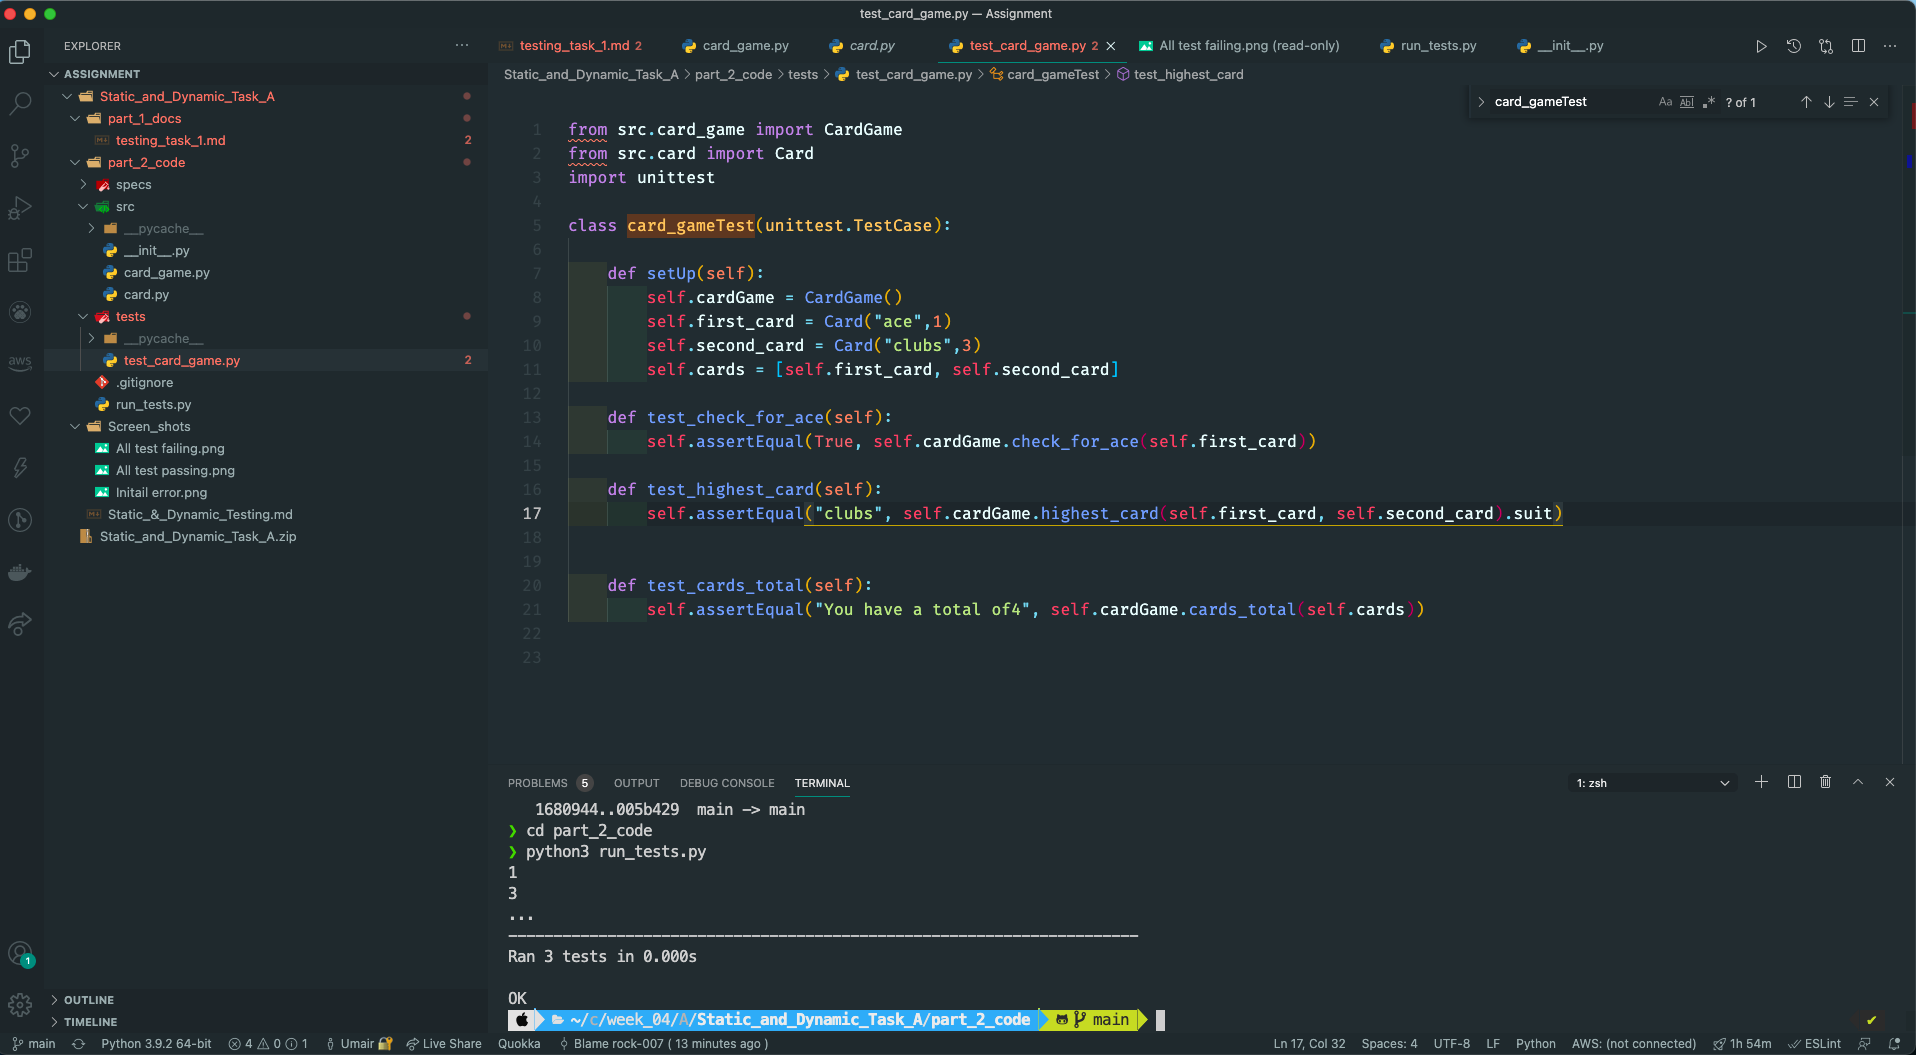 test_card_game.py — Assignment
EXPLORER
ASSIGNMENT
Static_and_Dynamic_Task_A
part_1_docs
testing_task_1.md 2
part_2_code
specs
src
__pycache__
__init__.py
card_game.py
card.py
tests
__pycache__
test_card_game.py 2
.gitignore
run_tests.py
Screen_shots
All test failing.png
All test passing.png
Initail error.png
Static_&_Dynamic_Testing.md
Static_and_Dynamic_Task_A.zip
OUTLINE
TIMELINE
aws
1
testing_task_1.md 2 card_game.py card.py test_card_game.py 2 All test failing.png (read-only) run_tests.py __init__.py
Static_and_Dynamic_Task_A > part_2_code > tests > test_card_game.py > card_gameTest > test_highest_card
card_gameTest Aa Abl .* ? of 1
1 from src.card_game import CardGame
2 from src.card import Card
3 import unittest
4
5 class card_gameTest(unittest.TestCase):
6
7 def setUp(self):
8 self.cardGame = CardGame()
9 self.first_card = Card("ace",1)
10 self.second_card = Card("clubs",3)
11 self.cards = [self.first_card, self.second_card]
12
13 def test_check_for_ace(self):
14 self.assertEqual(True, self.cardGame.check_for_ace(self.first_card))
15
16 def test_highest_card(self):
17 self.assertEqual("clubs", self.cardGame.highest_card(self.first_card, self.second_card).suit)
18
19
20 def test_cards_total(self):
21 self.assertEqual("You have a total of4", self.cardGame.cards_total(self.cards))
22
23
PROBLEMS 5 OUTPUT DEBUG CONSOLE TERMINAL 1: zsh
1680944..005b429 main -> main
❯ cd part_2_code
❯ python3 run_tests.py
1
3
...
----------------------------------------------------------------------
Ran 3 tests in 0.000s
OK
~/c/week_04/A/Static_and_Dynamic_Task_A/part_2_code main
main Python 3.9.2 64-bit 4 0 1 Umair Live Share Quokka Blame rock-007 ( 13 minutes ago ) Ln 17, Col 32 Spaces: 4 UTF-8 LF Python AWS: (not connected) 1h 54m ESLint